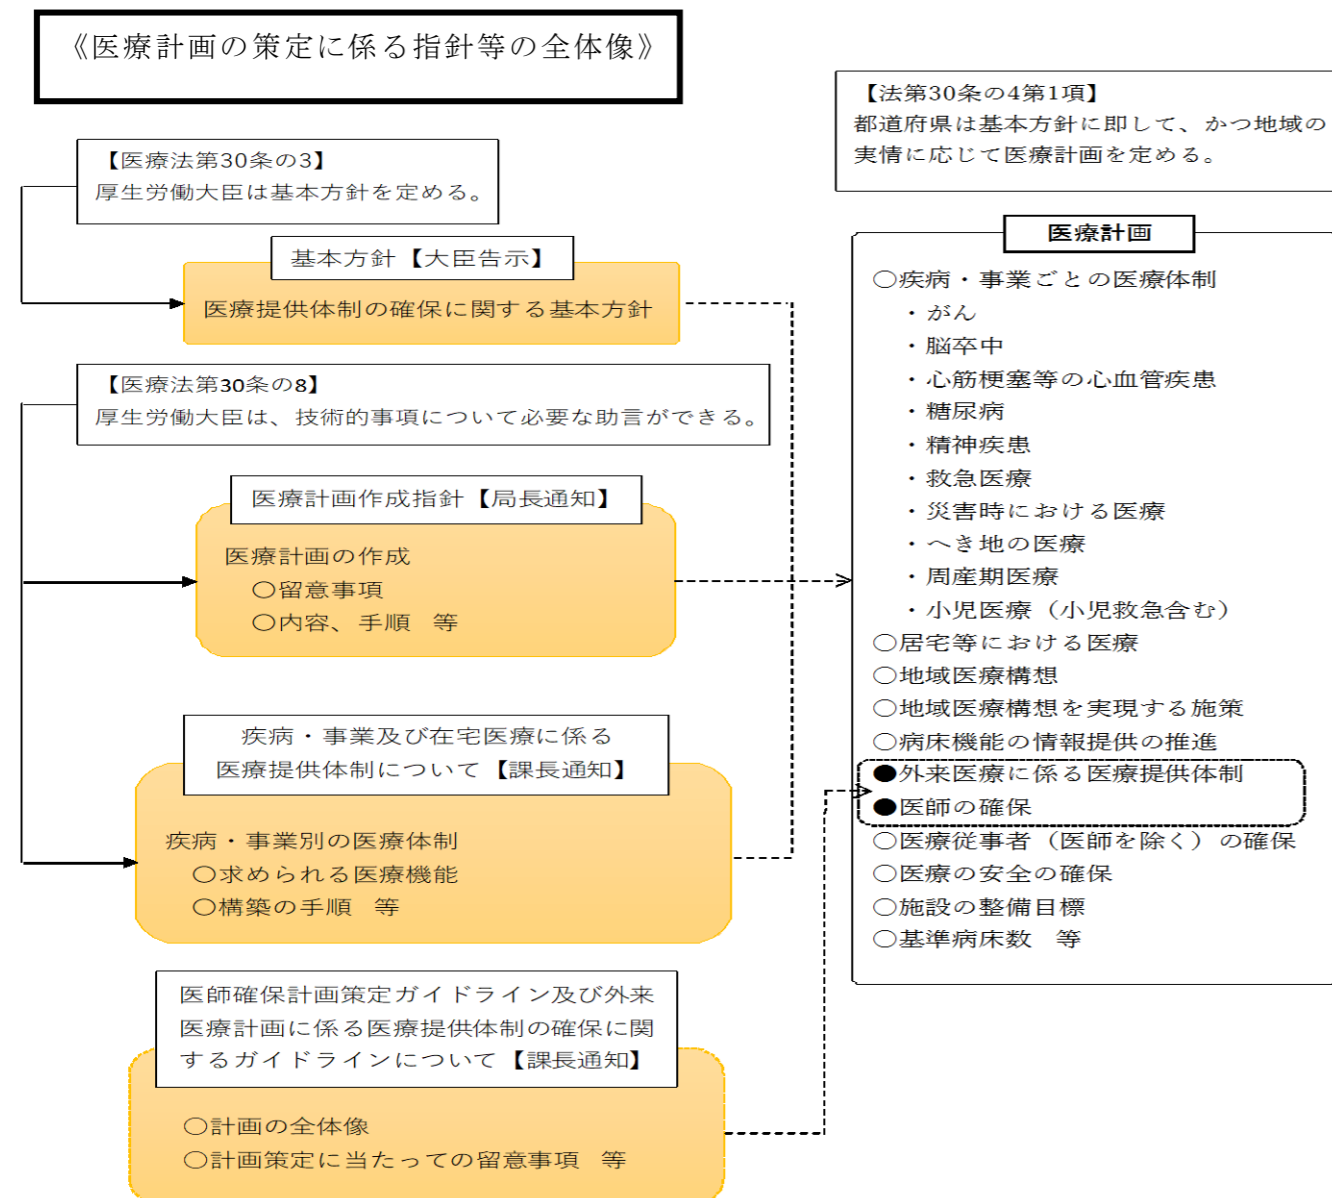 《医療計画の策定に係る指針等の全体像》
【医療法第30条の3】
厚生労働大臣は基本方針を定める。
基本方針【大臣告示】
医療提供体制の確保に関する基本方針
【医療法第30条の8】
厚生労働大臣は、技術的事項について必要な助言ができる。
医療計画作成指針【局長通知】
医療計画の作成
○留意事項
○内容、手順 等
疾病・事業及び在宅医療に係る
医療提供体制について【課長通知】
疾病・事業別の医療体制
○求められる医療機能
○構築の手順 等
医師確保計画策定ガイドライン及び外来
医療計画に係る医療提供体制の確保に関
するガイドラインについて【課長通知】
○計画の全体像
○計画策定に当たっての留意事項 等
【法第30条の4第1項】
都道府県は基本方針に即して、かつ地域の
実情に応じて医療計画を定める。
医療計画
○疾病・事業ごとの医療体制
・がん
・脳卒中
・心筋梗塞等の心血管疾患
・糖尿病
・精神疾患
・救急医療
・災害時における医療
・へき地の医療
・周産期医療
・小児医療（小児救急含む）
○居宅等における医療
○地域医療構想
○地域医療構想を実現する施策
○病床機能の情報提供の推進
●外来医療に係る医療提供体制
●医師の確保
○医療従事者（医師を除く）の確保
○医療の安全の確保
○施設の整備目標
○基準病床数 等